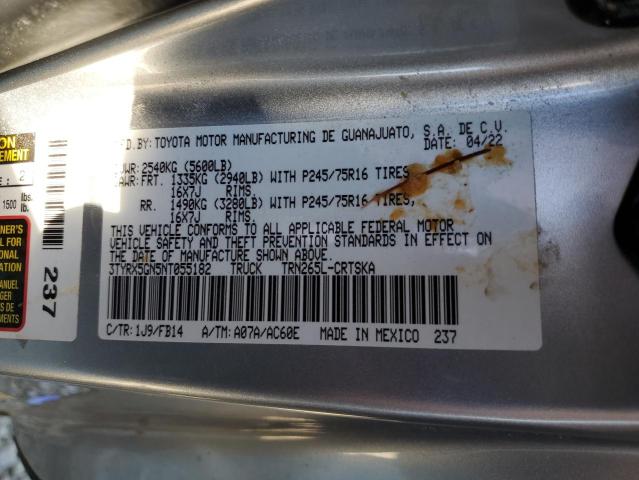 MFD.BY:TOYOTA MOTOR MANUFACTURING DE GUANAJUATO, S.A. DE C.V.
DATE: 04/22
2540KG (5600LB)
FRT. 1335KG (2940LB) WITH P245/75R16 TIRES,
16X7J RIMS.
RR. 1490KG (3280LB) WITH P245/75R16 TIRES,
16X7J RIMS.
THIS VEHICLE CONFORMS TO ALL APPLICABLE FEDERAL MOTOR
VEHICLE SAFETY AND THEFT PREVENTION STANDARDS IN EFFECT ON
THE DATE OF MANUFACTURE SHOWN ABOVE.
3TYRX5GN5NT055182 TRUCK TRN265L-CRTSKA
C/TR: 1J9/FB14 A/TM: A07A/AC60E MADE IN MEXICO 237
1500 lbs.
237